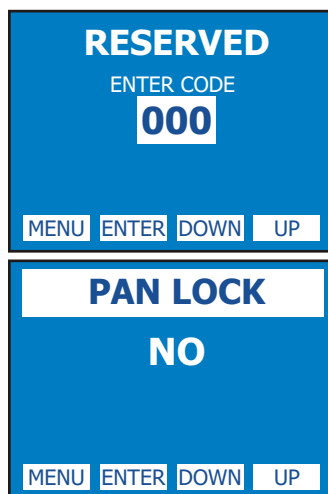 RESERVED
ENTER CODE
000
MENU ENTER DOWN UP
PAN LOCK
NO
MENU ENTER DOWN UP